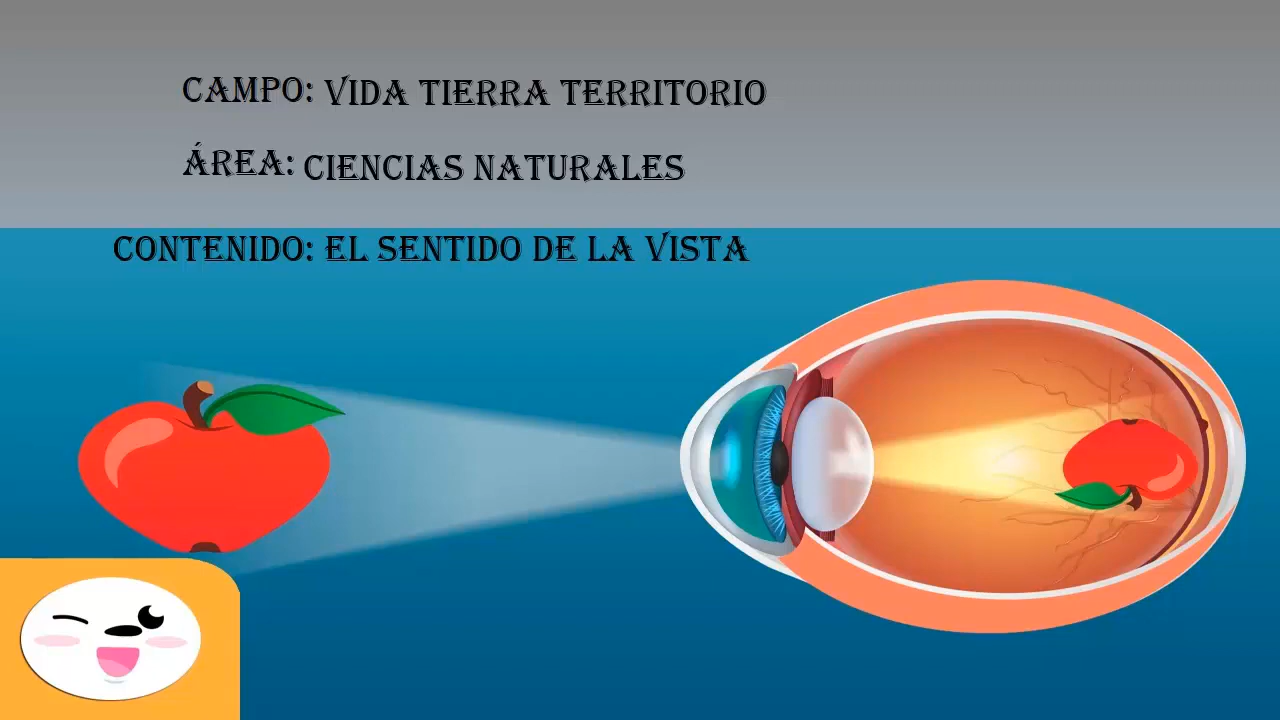 CAMPO: VIDA TIERRA TERRITORIO
ÁREA: CIENCIAS NATURALES
CONTENIDO: EL SENTIDO DE LA VISTA